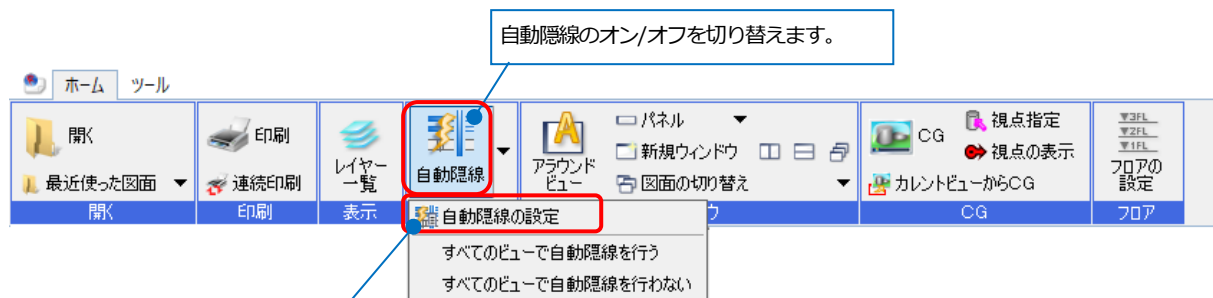 自動隠線のオン/オフを切り替えます。
ホーム ツール
開く 印刷 レイヤー一覧 自動隠線 アラウンドビュー パネル 新規ウィンドウ 図面の切り替え CG 視点指定 視点の表示 ▼3FL ▼2FL ▼1FL フロアの設定
最近使った図面 連続印刷 カレントビューからCG
開く 印刷 表示 ウ CG フロア
自動隠線の設定
すべてのビューで自動隠線を行う
すべてのビューで自動隠線を行わない